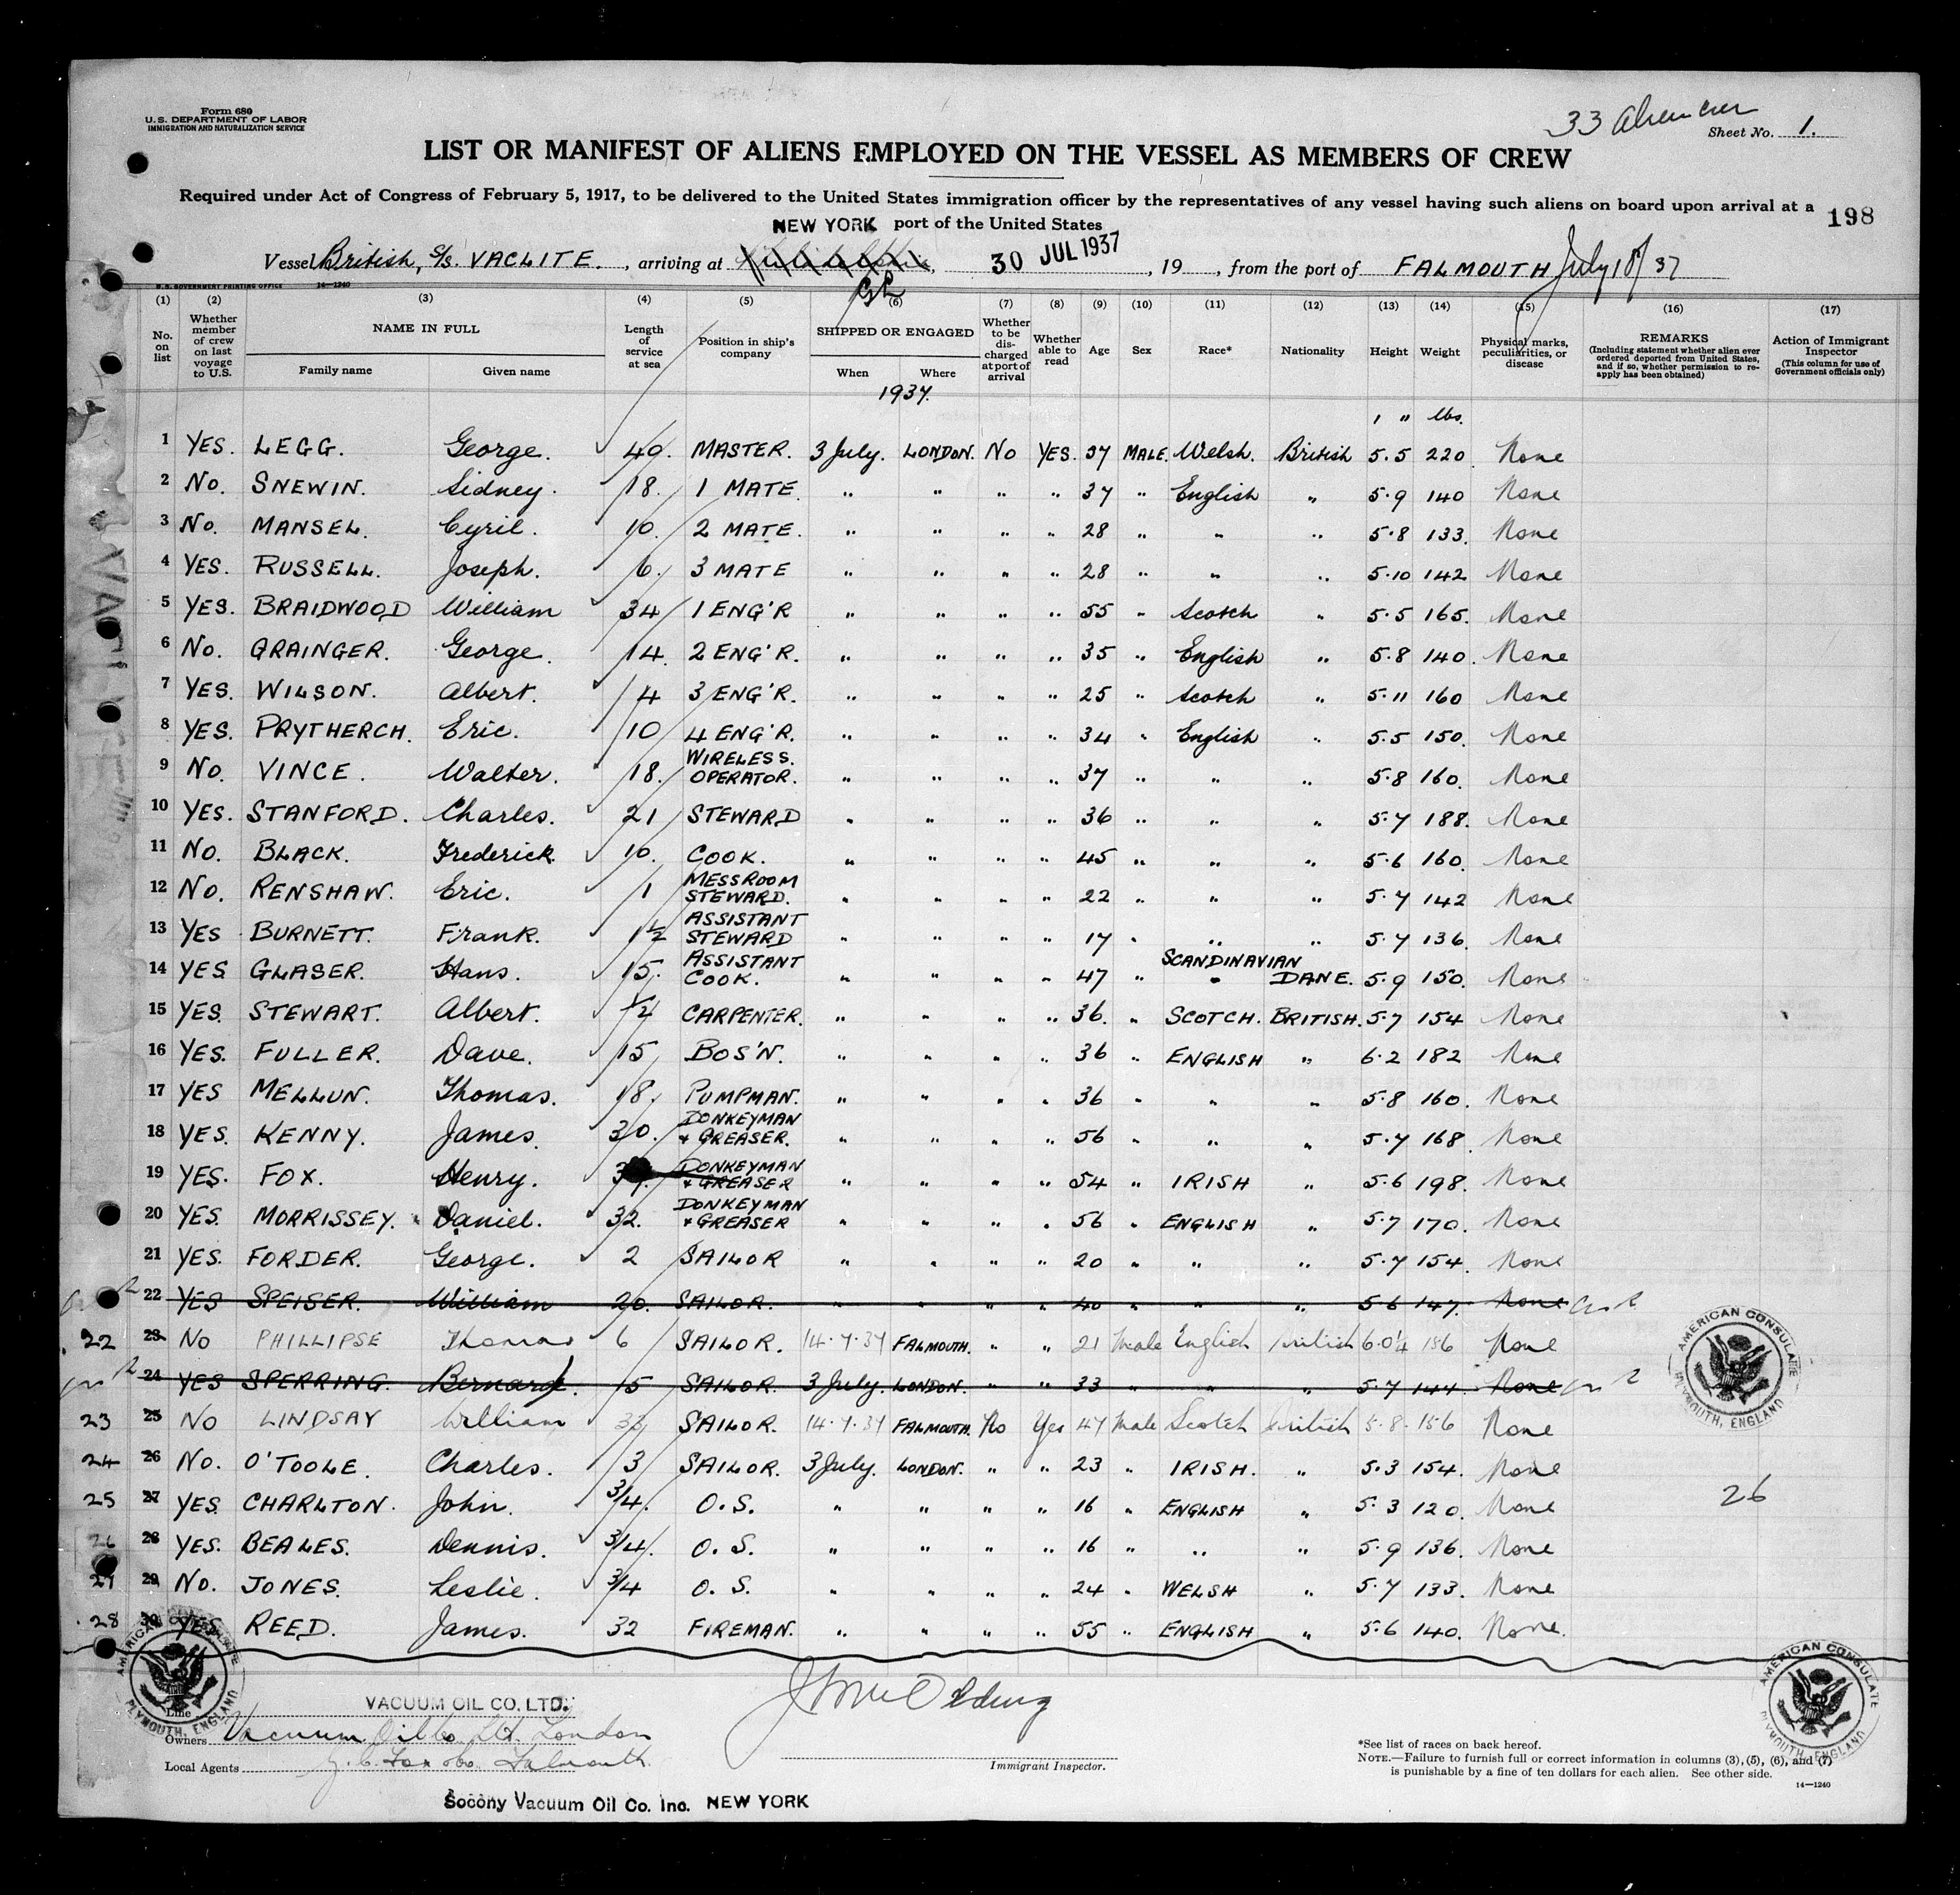 Form 680
U. S. DEPARTMENT OF LABOR
IMMIGRATION AND NATURALIZATION SERVICE
33 Alien crew
Sheet No. 1.
LIST OR MANIFEST OF ALIENS EMPLOYED ON THE VESSEL AS MEMBERS OF CREW
Required under Act of Congress of February 5, 1917, to be delivered to the United States immigration officer by the representatives of any vessel having such aliens on board upon arrival at a
198
NEW YORK port of the United States
Vessel British, S/S. VACLITE. , arriving at , 30 JUL 1937 , 19 , from the port of FALMOUTH July 18/37
U. S. GOVERNMENT PRINTING OFFICE 14—1240
(1) (2) (3) (4) (5) (6) (7) (8) (9) (10) (11) (12) (13) (14) (15) (16) (17)
No. on list
Whether member of crew on last voyage to U.S.
NAME IN FULL
Family name Given name
Length of service at sea
Position in ship's company
SHIPPED OR ENGAGED
When Where
1937.
Whether to be discharged at port of arrival
Whether able to read
Age
Sex
Race*
Nationality
Height
Weight
Physical marks, peculiarities, or disease
REMARKS
(Including statement whether alien ever ordered deported from United States, and if so, whether permission to reapply has been obtained)
Action of Immigrant Inspector
(This column for use of Government officials only)
' " lbs.
1 YES. LEGG. George. 40. MASTER. 3 July. LONDON. No YES. 57 MALE. Welsh. British 5.5 220 None
2 No. SNEWIN. Sidney. 18. 1 MATE. " " " " 37 " English " 5.9 140 None
3 No. MANSEL. Cyril. 10. 2 MATE. " " " " 28 " " " 5.8 133. None
4 YES. RUSSELL. Joseph. 6. 3 MATE " " " " 28 " " " 5.10 142 None
5 YES. BRAIDWOOD William 34 1 ENG'R " " " " 55 " Scotch " 5.5 165. None
6 No. GRAINGER. George. 14. 2 ENG'R. " " " " 35 " English " 5.8 140. None
7 YES. WILSON. Albert. 4 3 ENG'R. " " " " 25 " Scotch " 5.11 160 None
8 YES. PRYTHERCH. Eric. 10 4 ENG'R. " " " " 34 " English " 5.5 150. None
9 No. VINCE. Walter. 18. WIRELESS. OPERATOR. " " " " 37 " " " 5.8 160. None
10 YES. STANFORD. Charles. 21 STEWARD " " " " 36 " " " 5.7 188. None
11 No. BLACK. Frederick. 10. COOK. " " " " 45 " " " 5.6 160. None
12 No. RENSHAW. Eric. 1 MESSROOM STEWARD. " " " " 22 " " " 5.7 142 None
13 YES BURNETT. Frank. 1½ ASSISTANT STEWARD " " " " 17 " " " 5.7 136. None
14 YES GLASER. Hans. 15. ASSISTANT COOK. " " " " 47 " SCANDINAVIAN " DANE. 5.9 150. None
15 YES. STEWART. Albert. ½ CARPENTER. " " " " 36. " SCOTCH. BRITISH. 5.7 154 None
16 YES. FULLER. Dave. 15 BOS'N. " " " " 36 " ENGLISH " 6.2 182 None
17 YES MELLUN. Thomas. 18. PUMPMAN. " " " " 36 " " " 5.8 160. None
18 YES. KENNY. James. 30. DONKEYMAN + GREASER. " " " " 56 " " " 5.7 168. None
19 YES. FOX. Henry. DONKEYMAN + GREASER " " " " 54 " IRISH " 5.6 198. None
20 YES. MORRISSEY. Daniel. 32. DONKEYMAN + GREASER " " " " 56 " ENGLISH " 5.7 170. None
21 YES. FORDER. George. 2 SAILOR " " " " 20 " " " 5.7 154. None
22 YES SPEISER. William 20. SAILOR. " " " " 40 " " " 5.6 147. None
22 23 No PHILLIPSE Thomas 6 SAILOR. 14.7.37 FALMOUTH. " " 21 Male English British 6.0¼ 186 None
24 YES SPERRING. Bernard. 15 SAILOR. 3 July. LONDON. " " 33 " " " 5.7 144. None
23 25 No LINDSAY William SAILOR. 14.7.37 FALMOUTH. No Yes 47 Male Scotch British 5.8. 156 None
24 26 No. O'TOOLE. Charles. 3 SAILOR. 3 July. LONDON. " " 23 " IRISH. " 5.3 154. None
25 27 YES CHARLTON. John. 3/4. O.S. " " " " 16 " ENGLISH " 5.3 120. None
26
26 28 YES. BEALES. Dennis. 3/4. O.S. " " " " 16 " " " 5.9 136. None
27 29 No. JONES. Leslie. 3/4 O.S. " " " " 24 " WELSH " 5.7 133. None
28 30 YES. REED. James. 32 FIREMAN. " " " " 55 " ENGLISH " 5.6 140. None.
AMERICAN CONSULATE PLYMOUTH, ENGLAND
AMERICAN CONSULATE PLYMOUTH, ENGLAND
AMERICAN CONSULATE PLYMOUTH, ENGLAND
Line VACUUM OIL CO. LTD.
Owners Vacuum Oil Co. Ltd. London
Local Agents G. C. Fox & Co. Falmouth
Immigrant Inspector.
*See list of races on back hereof.
NOTE.—Failure to furnish full or correct information in columns (3), (5), (6), and (7)
is punishable by a fine of ten dollars for each alien. See other side.
14—1240
Socony Vacuum Oil Co. Inc. NEW YORK